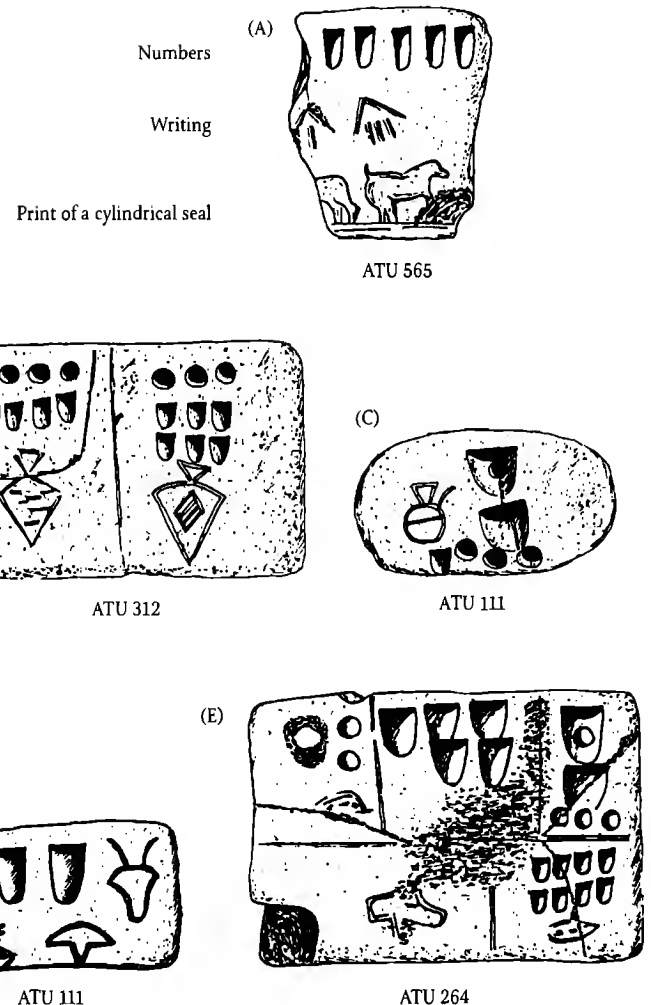 (A)
Numbers
Writing
Print of a cylindrical seal
ATU 565
(C)
ATU 312
ATU 111
(E)
ATU 111
ATU 264